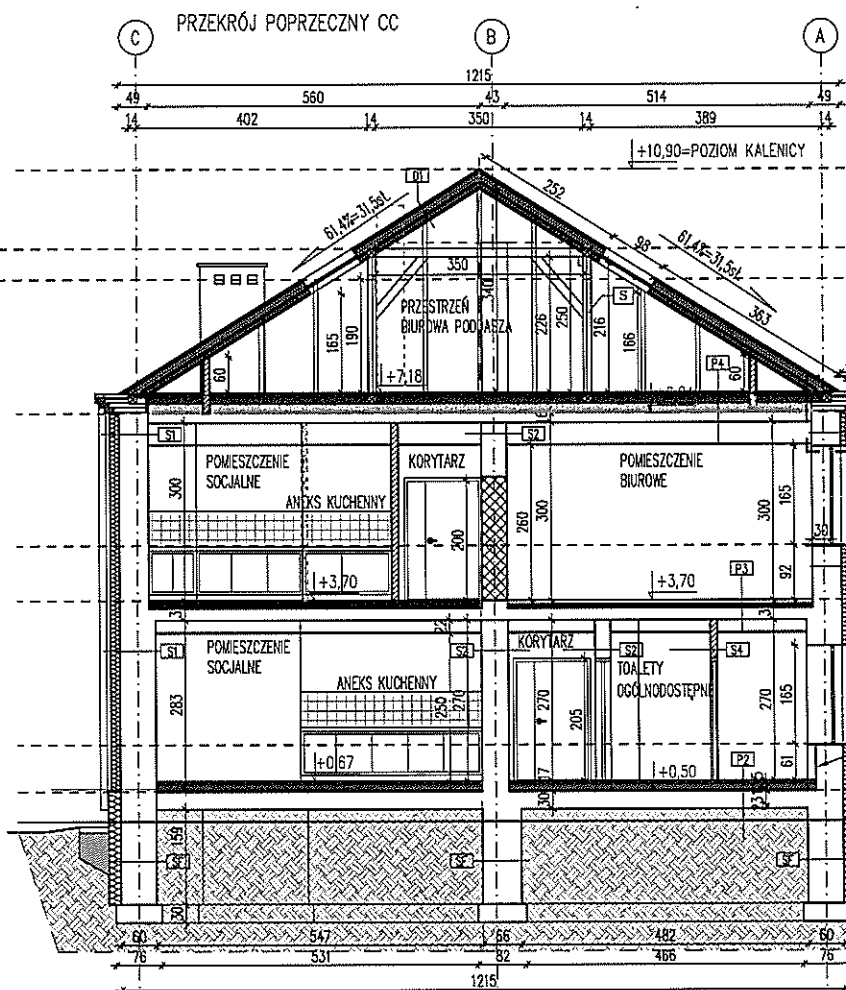 PRZEKRÓJ POPRZECZNY CC
C
B
A
1215
49 560 43 514 49
14 402 14 350 14 389 14
+10,90=POZIOM KALENICY
D1
252
61,4%=31,5st
98
61,4%=31,5st
363
350
340
PRZESTRZEŃ
BIUROWA PODDASZA
S
165
190
226
250
216
166
60
+7,18
P4
60
S1
S2
POMIESZCZENIE
SOCJALNE
KORYTARZ
POMIESZCZENIE
BIUROWE
300
ANEKS KUCHENNY
200
260
300
300
165
30
92
+3,70
+3,70
P3
S1
POMIESZCZENIE
SOCJALNE
S2
KORYTARZ
S2
S4
TOALETY
OGÓLNODOSTĘPNE
ANEKS KUCHENNY
283
250
270
270
205
270
165
61
+0,67
+0,50
P2
17
30
159
SF
SF
SF
30
60 547 66 482 60
76 531 82 466 76
1215